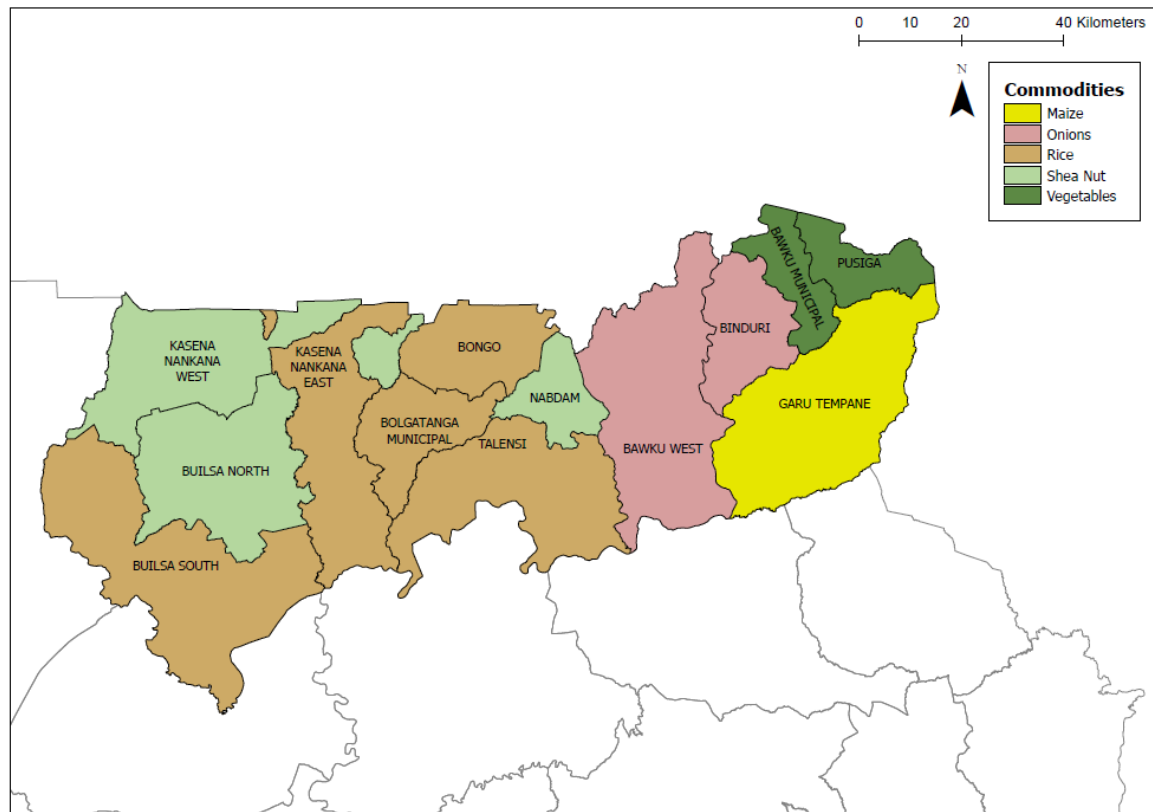 0 10 20 40 Kilometers
N
Commodities
Maize
Onions
Rice
Shea Nut
Vegetables
BAWKU MUNICIPAL
PUSIGA
BINDURI
KASENA
NANKANA
WEST
KASENA
NANKANA
EAST
BONGO
NABDAM
GARU TEMPANE
BOLGATANGA
MUNICIPAL
TALENSI
BAWKU WEST
BUILSA NORTH
BUILSA SOUTH